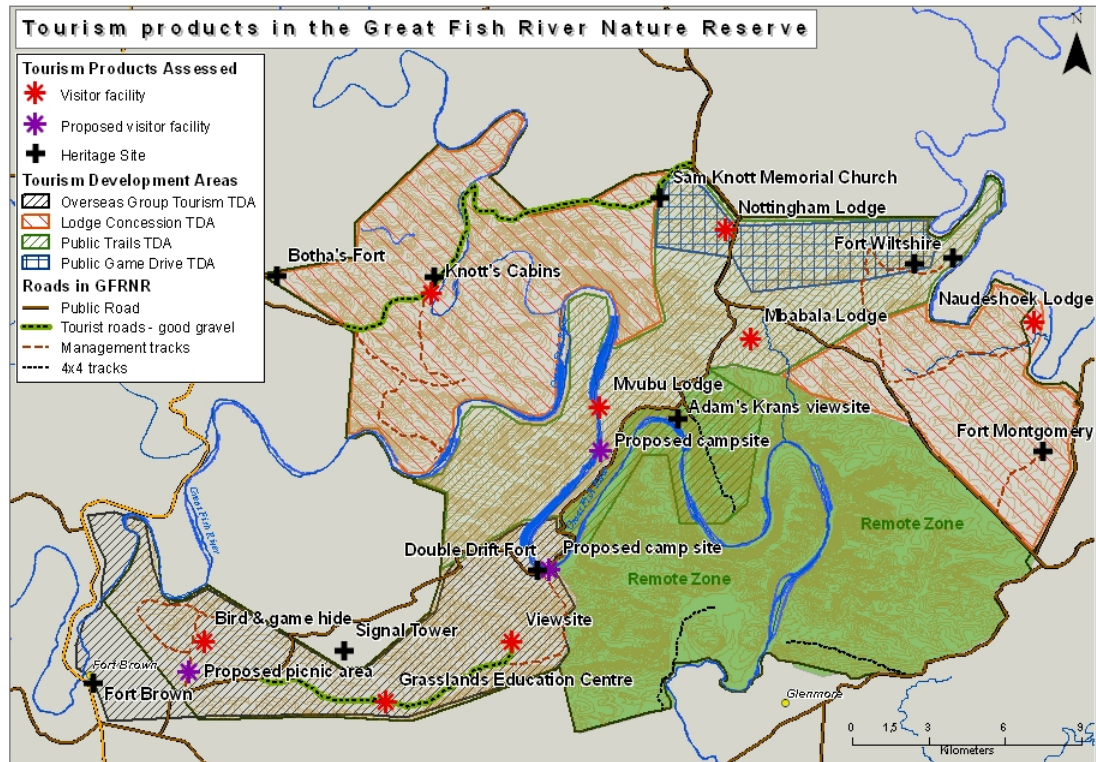 Tourism products in the Great Fish River Nature Reserve
N
Tourism Products Assessed
Visitor facility
Proposed visitor facility
Heritage Site
Tourism Development Areas
Overseas Group Tourism TDA
Lodge Concession TDA
Public Trails TDA
Public Game Drive TDA
Roads in GFRNR
Public Road
Tourist roads - good gravel
Management tracks
4x4 tracks
Sam Knott Memorial Church
Nottingham Lodge
Fort Wiltshire
Botha's Fort
Knott's Cabins
Naudeshoek Lodge
Mbabala Lodge
Mvubu Lodge
Adam's Krans viewsite
Fort Montgomery
Proposed campsite
Great Fish River
Remote Zone
Double Drift Fort
Proposed camp site
Remote Zone
Bird & game hide
Signal Tower
Viewsite
Fort Brown
Proposed picnic area
Fort Brown
Grasslands Education Centre
Glenmore
0 1,5 3 6 9
Kilometers